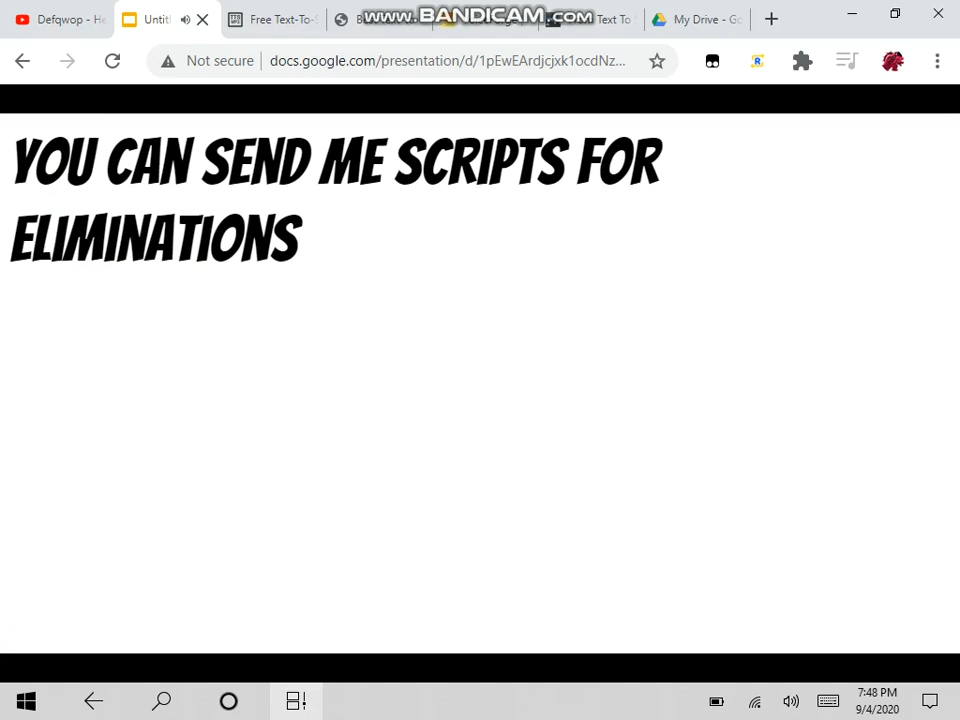 Defqwop - He
Untitl
Free Text-To-S
B
www.BANDICAM.com
Text To
My Drive - Go
Not secure
docs.google.com/presentation/d/1pEwEArdjcjxk1ocdNz...
YOU CAN SEND ME SCRIPTS FOR
ELIMINATIONS
7:48 PM
9/4/2020